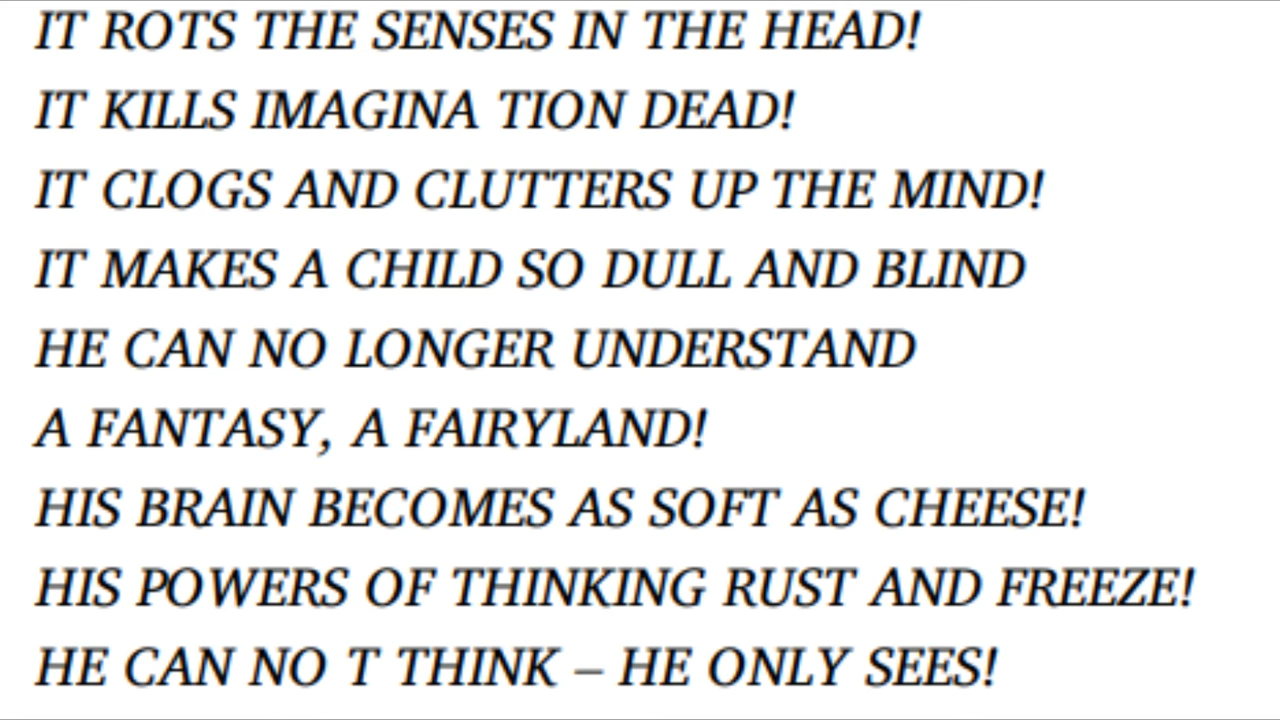 IT ROTS THE SENSES IN THE HEAD!
IT KILLS IMAGINA TION DEAD!
IT CLOGS AND CLUTTERS UP THE MIND!
IT MAKES A CHILD SO DULL AND BLIND
HE CAN NO LONGER UNDERSTAND
A FANTASY, A FAIRYLAND!
HIS BRAIN BECOMES AS SOFT AS CHEESE!
HIS POWERS OF THINKING RUST AND FREEZE!
HE CAN NO T THINK – HE ONLY SEES!